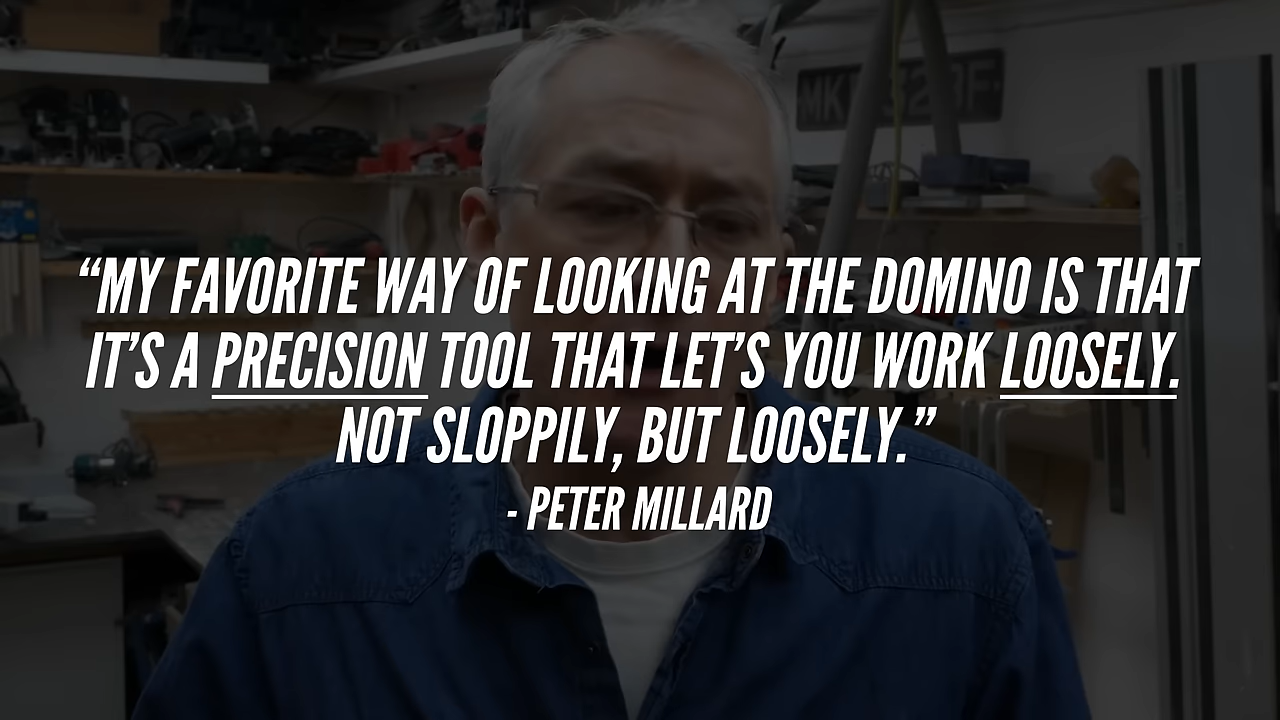 “MY FAVORITE WAY OF LOOKING AT THE DOMINO IS THAT
IT’S A PRECISION TOOL THAT LET’S YOU WORK LOOSELY.
NOT SLOPPILY, BUT LOOSELY.”
- PETER MILLARD